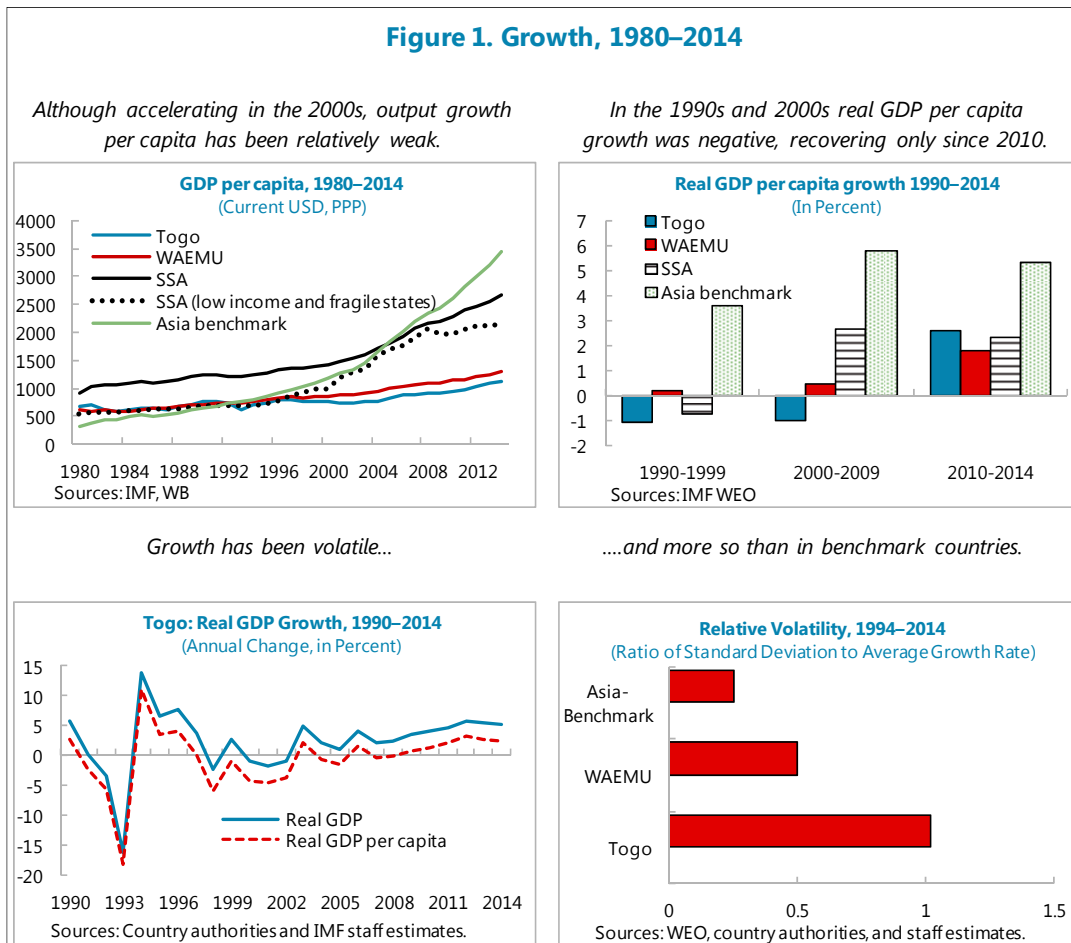 Figure 1. Growth, 1980–2014
Although accelerating in the 2000s, output growth
per capita has been relatively weak.
GDP per capita, 1980–2014
(Current USD, PPP)
4000
3500
3000
2500
2000
1500
1000
500
0
Togo
WAEMU
SSA
SSA (low income and fragile states)
Asia benchmark
1980 1984 1988 1992 1996 2000 2004 2008 2012
Sources: IMF, WB
In the 1990s and 2000s real GDP per capita
growth was negative, recovering only since 2010.
Real GDP per capita growth 1990–2014
(In Percent)
7
6
5
4
3
2
1
0
-1
-2
Togo
WAEMU
SSA
Asia benchmark
1990-1999 2000-2009 2010-2014
Sources: IMF WEO
Growth has been volatile...
Togo: Real GDP Growth, 1990–2014
(Annual Change, in Percent)
15
10
5
0
-5
-10
-15
-20
Real GDP
Real GDP per capita
1990 1993 1996 1999 2002 2005 2008 2011 2014
Sources: Country authorities and IMF staff estimates.
....and more so than in benchmark countries.
Relative Volatility, 1994–2014
(Ratio of Standard Deviation to Average Growth Rate)
Asia-
Benchmark
WAEMU
Togo
0 0.5 1 1.5
Sources: WEO, country authorities, and staff estimates.